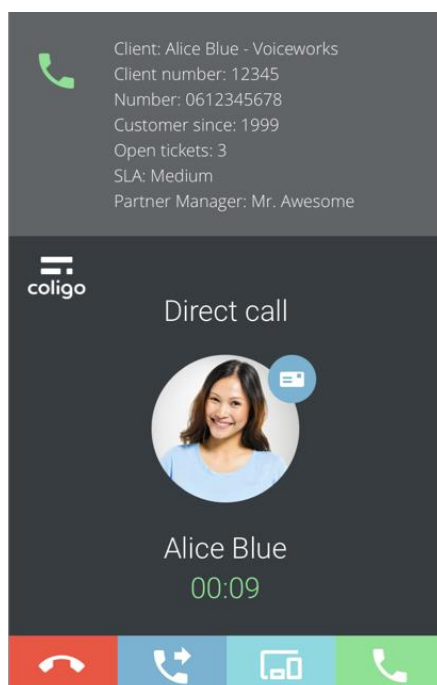 Client: Alice Blue - Voiceworks
Client number: 12345
Number: 0612345678
Customer since: 1999
Open tickets: 3
SLA: Medium
Partner Manager: Mr. Awesome
coligo
Direct call
Alice Blue
00:09